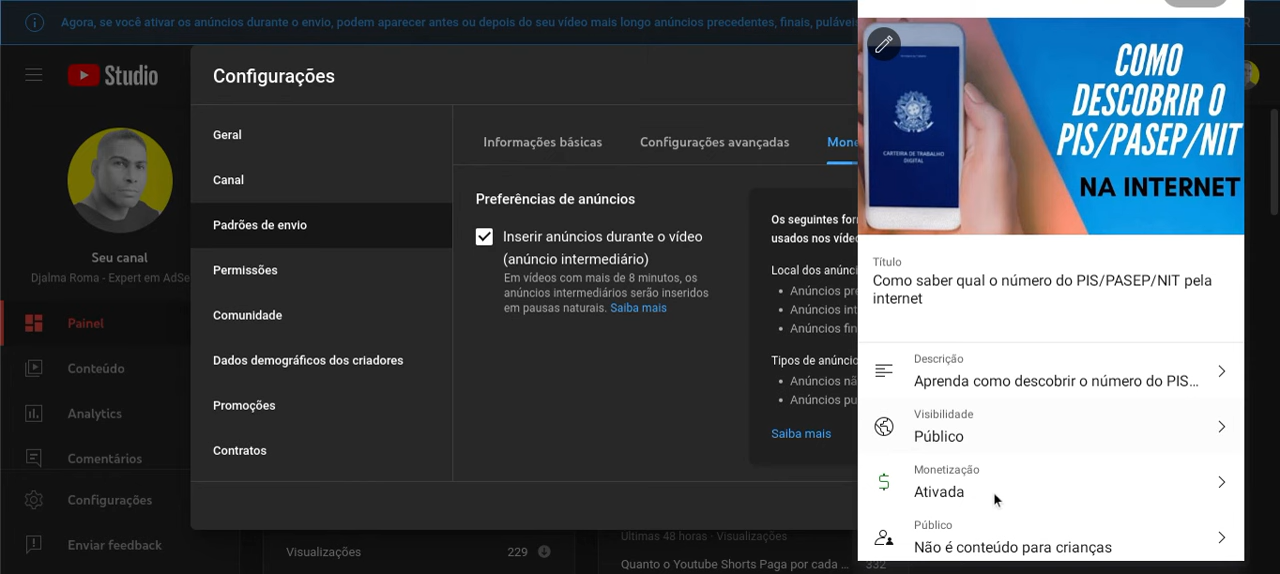 Agora, se você ativar os anúncios durante o envio, podem aparecer antes ou depois do seu vídeo mais longo anúncios precedentes, finais, puláveis
Studio
Seu canal
Djalma Roma - Expert em AdSe
Painel
Conteúdo
Analytics
Comentários
Configurações
Enviar feedback
Configurações
Geral
Canal
Padrões de envio
Permissões
Comunidade
Dados demográficos dos criadores
Promoções
Contratos
Informações básicas
Configurações avançadas
Mone
Preferências de anúncios
Inserir anúncios durante o vídeo
(anúncio intermediário)
Em vídeos com mais de 8 minutos, os
anúncios intermediários serão inseridos
em pausas naturais. Saiba mais
Os seguintes for
usados nos víde
Local dos anúnci
Anúncios pre
Anúncios int
Anúncios fin
Tipos de anúncio
Anúncios nã
Anúncios pu
Saiba mais
Visualizações
229
Últimas 48 horas · Visualizações
Quanto o Youtube Shorts Paga por cada ...
332
COMO
DESCOBRIR O
PIS/PASEP/NIT
NA INTERNET
CARTEIRA DE TRABALHO
DIGITAL
Título
Como saber qual o número do PIS/PASEP/NIT pela
internet
Descrição
Aprenda como descobrir o número do PIS...
Visibilidade
Público
Monetização
Ativada
Público
Não é conteúdo para crianças